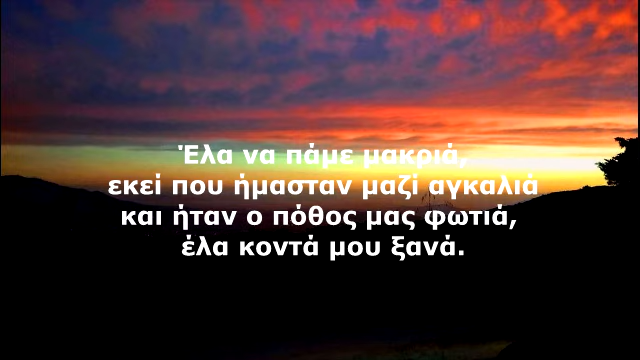 Έλα να πάμε μακριά,
εκεί που ήμασταν μαζί αγκαλιά
και ήταν ο πόθος μας φωτιά,
έλα κοντά μου ξανά.